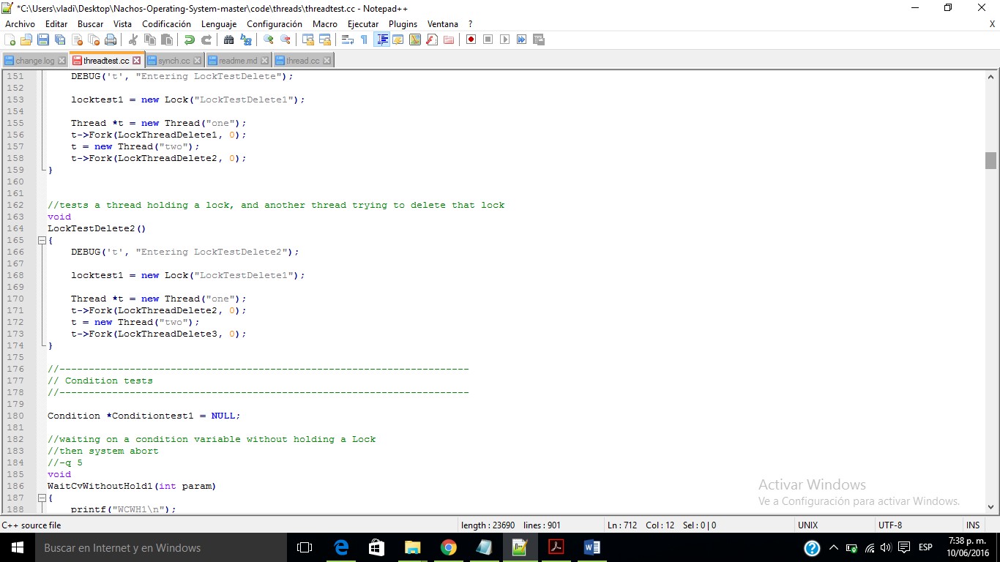 *C:\Users\vladi\Desktop\Nachos-Operating-System-master\code\threads\threadtest.cc - Notepad++
Archivo Editar Buscar Vista Codificación Lenguaje Configuración Macro Ejecutar Plugins Ventana ? X
change.log threadtest.cc synch.cc readme.md thread.cc
151 DEBUG('t', "Entering LockTestDelete");
152
153 locktest1 = new Lock("LockTestDelete1");
154
155 Thread *t = new Thread("one");
156 t->Fork(LockThreadDelete1, 0);
157 t = new Thread("two");
158 t->Fork(LockThreadDelete2, 0);
159 }
160
161
162 //tests a thread holding a lock, and another thread trying to delete that lock
163 void
164 LockTestDelete2()
165 {
166 DEBUG('t', "Entering LockTestDelete2");
167
168 locktest1 = new Lock("LockTestDelete1");
169
170 Thread *t = new Thread("one");
171 t->Fork(LockThreadDelete2, 0);
172 t = new Thread("two");
173 t->Fork(LockThreadDelete3, 0);
174 }
175
176 //----------------------------------------------------------------------
177 // Condition tests
178 //----------------------------------------------------------------------
179
180 Condition *Conditiontest1 = NULL;
181
182 //waiting on a condition variable without holding a Lock
183 //then system abort
184 //-q 5
185 void
186 WaitCvWithoutHold1(int param)
187 {
188 printf("WCWH1\n");
Activar Windows
Ve a Configuración para activar Windows.
C++ source file length : 23690 lines : 901 Ln : 712 Col : 12 Sel : 0 | 0 UNIX UTF-8 INS
Buscar en Internet y en Windows
ESP
7:38 p. m.
10/06/2016